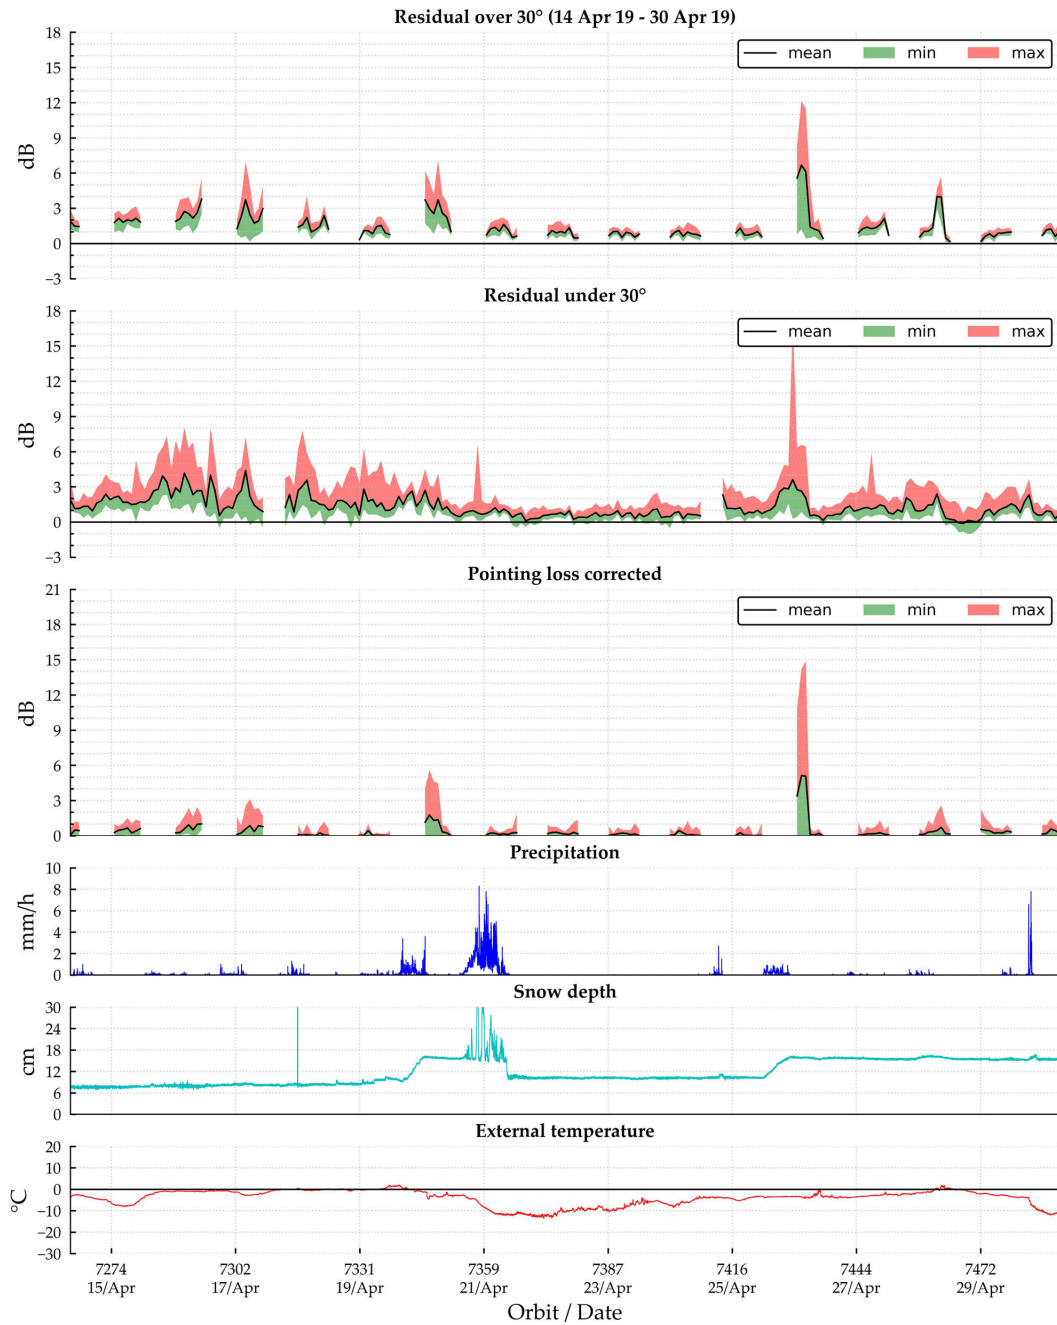 Residual over 30° (14 Apr 19 - 30 Apr 19)
18
15
12
9
6
3
0
−3
dB
mean min max
Residual under 30°
18
15
12
9
6
3
0
−3
dB
mean min max
Pointing loss corrected
21
18
15
12
9
6
3
0
dB
mean min max
Precipitation
10
8
6
4
2
0
mm/h
Snow depth
30
24
18
12
6
0
cm
External temperature
20
10
0
−10
−20
−30
°C
7274 7302 7331 7359 7387 7416 7444 7472
15/Apr 17/Apr 19/Apr 21/Apr 23/Apr 25/Apr 27/Apr 29/Apr
Orbit / Date